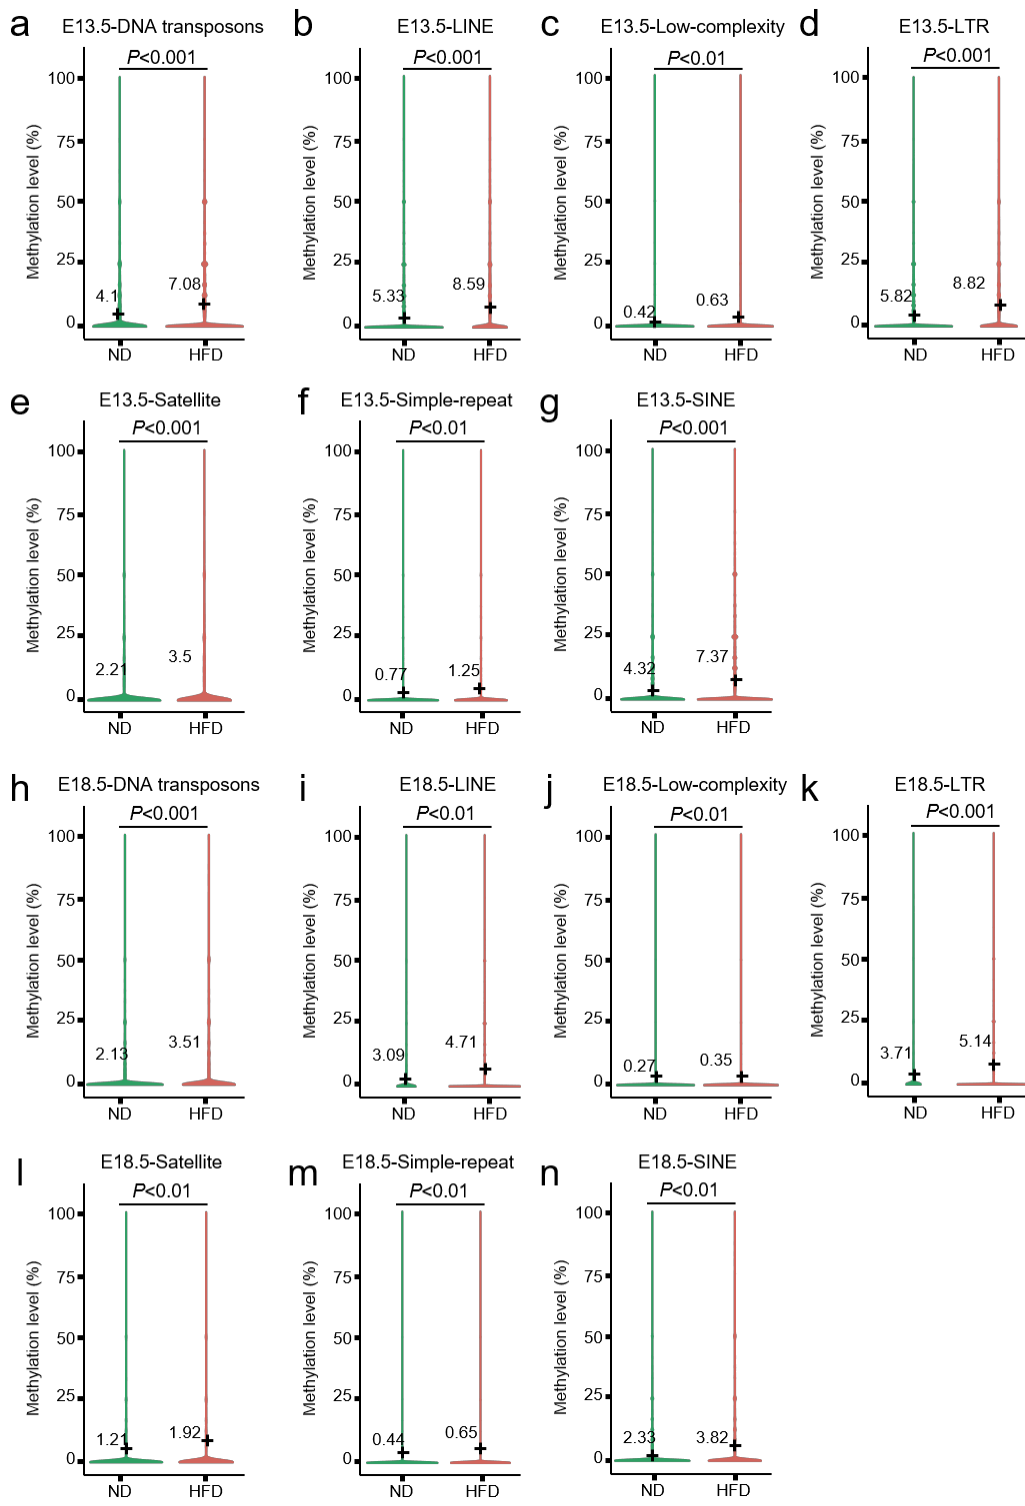 a E13.5-DNA transposons
P<0.001
Methylation level (%)
100
75
50
25
0
4.1
7.08
ND HFD
b E13.5-LINE
P<0.001
Methylation level (%)
100
75
50
25
0
5.33
8.59
ND HFD
c E13.5-Low-complexity
P<0.01
Methylation level (%)
100
75
50
25
0
0.42
0.63
ND HFD
d E13.5-LTR
P<0.001
Methylation level (%)
100
75
50
25
0
5.82
8.82
ND HFD
e E13.5-Satellite
P<0.001
Methylation level (%)
100
75
50
25
0
2.21
3.5
ND HFD
f E13.5-Simple-repeat
P<0.01
Methylation level (%)
100
75
50
25
0
0.77
1.25
ND HFD
g E13.5-SINE
P<0.001
Methylation level (%)
100
75
50
25
0
4.32
7.37
ND HFD
h E18.5-DNA transposons
P<0.001
Methylation level (%)
100
75
50
25
0
2.13
3.51
ND HFD
i E18.5-LINE
P<0.01
Methylation level (%)
100
75
50
25
0
3.09
4.71
ND HFD
j E18.5-Low-complexity
P<0.01
Methylation level (%)
100
75
50
25
0
0.27
0.35
ND HFD
k E18.5-LTR
P<0.001
Methylation level (%)
100
75
50
25
0
3.71
5.14
ND HFD
l E18.5-Satellite
P<0.01
Methylation level (%)
100
75
50
25
0
1.21
1.92
ND HFD
m E18.5-Simple-repeat
P<0.01
Methylation level (%)
100
75
50
25
0
0.44
0.65
ND HFD
n E18.5-SINE
P<0.01
Methylation level (%)
100
75
50
25
0
2.33
3.82
ND HFD